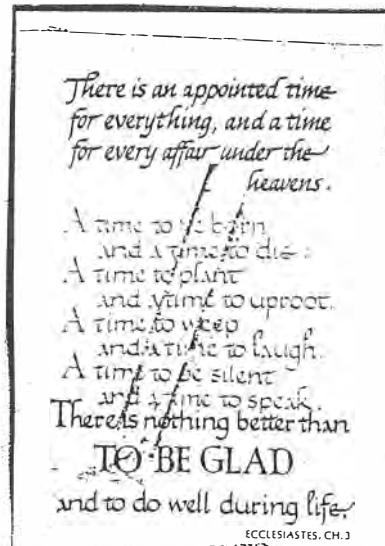 There is an appointed time
for everything, and a time
for every affair under the
heavens.
A time to be born
and a time to die;
A time to plant
and a time to uproot.
A time to weep
and a time to laugh.
A time to be silent
and a time to speak.
There is nothing better than
TO BE GLAD
and to do well during life.
ECCLESIASTES, CH. 3